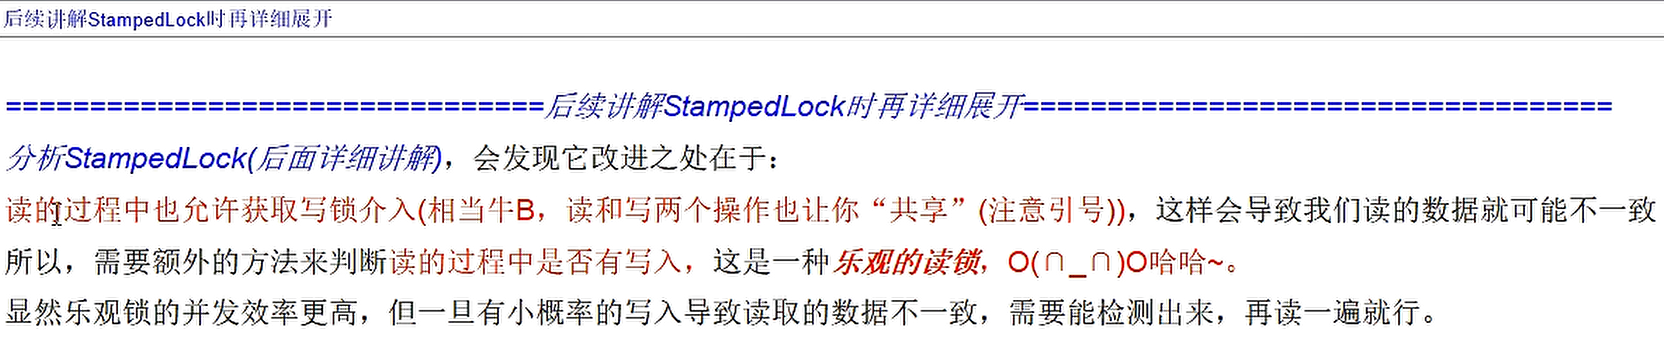 后续讲解StampedLock时再详细展开
================================后续讲解StampedLock时再详细展开===================================
分析StampedLock(后面详细讲解)，会发现它改进之处在于：
读的过程中也允许获取写锁介入(相当牛B，读和写两个操作也让你“共享”(注意引号))，这样会导致我们读的数据就可能不一致
所以，需要额外的方法来判断读的过程中是否有写入，这是一种乐观的读锁，O(∩_∩)O哈哈~。
显然乐观锁的并发效率更高，但一旦有小概率的写入导致读取的数据不一致，需要能检测出来，再读一遍就行。